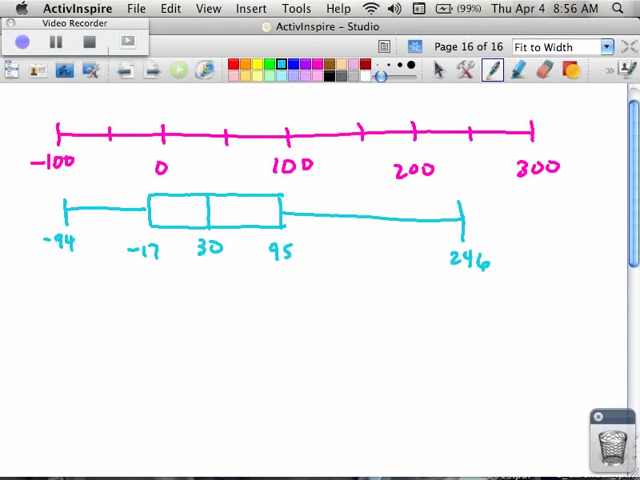 ActivInspire File Edit View Insert Tools Help (99%) Thu Apr 4 8:56 AM
Video Recorder
ActivInspire – Studio
Page 16 of 16 Fit to Width
-100 0 100 200 300
-94 -17 30 95 246